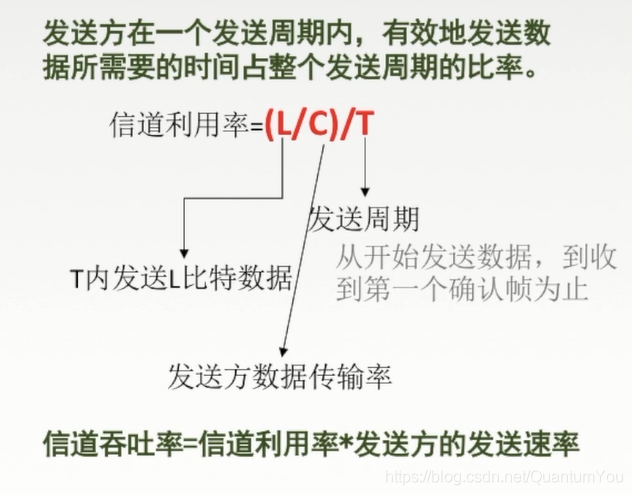 发送方在一个发送周期内，有效地发送数
据所需要的时间占整个发送周期的比率。
信道利用率=(L/C)/T
发送周期
从开始发送数据，到收
到第一个确认帧为止
T内发送L比特数据
发送方数据传输率
信道吞吐率=信道利用率*发送方的发送速率
https://blog.csdn.net/QuantumYou